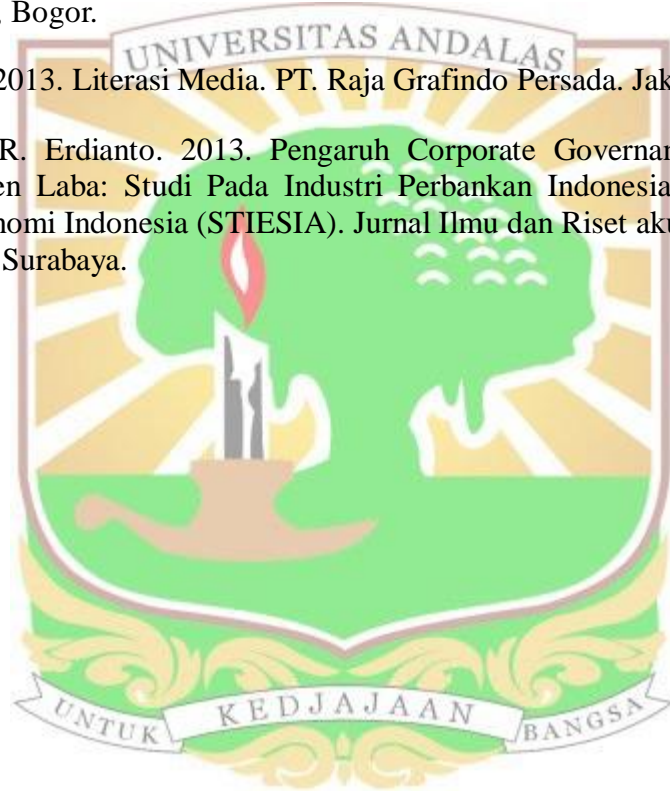 , Bogor.
UNIVERSITAS ANDALAS
2013. Literasi Media. PT. Raja Grafindo Persada. Jak
R. Erdianto. 2013. Pengaruh Corporate Governan
en Laba: Studi Pada Industri Perbankan Indonesia
nomi Indonesia (STIESIA). Jurnal Ilmu dan Riset aku
Surabaya.
UNTUK KEDJAJAAN BANGSA